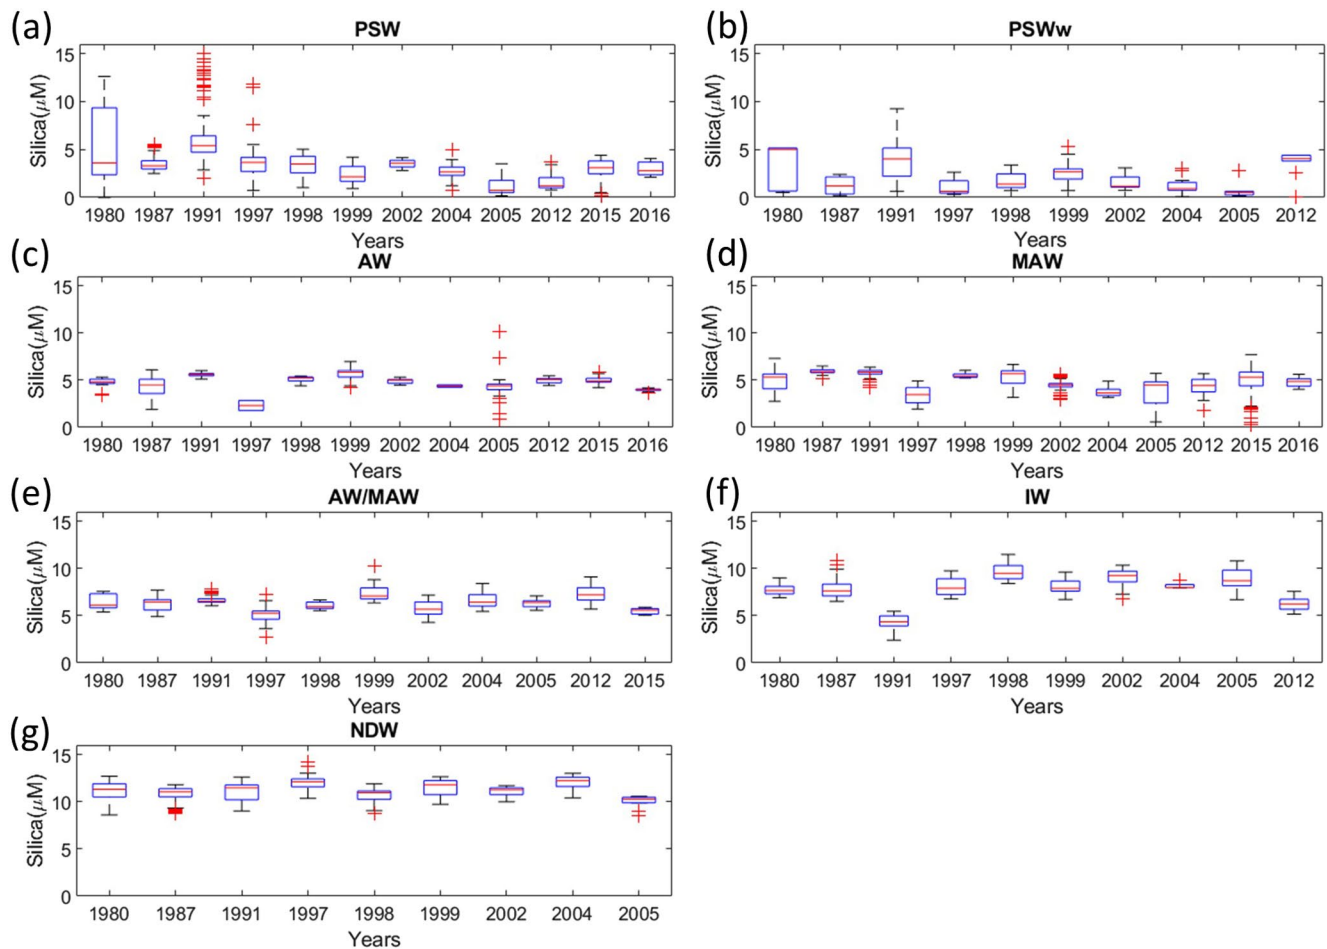 (a)
PSW
Silica(μM)
15
10
5
0
1980 1987 1991 1997 1998 1999 2002 2004 2005 2012 2015 2016
Years
(b)
PSWw
Silica(μM)
15
10
5
0
1980 1987 1991 1997 1998 1999 2002 2004 2005 2012
Years
(c)
AW
Silica(μM)
15
10
5
0
1980 1987 1991 1997 1998 1999 2002 2004 2005 2012 2015 2016
Years
(d)
MAW
Silica(μM)
15
10
5
0
1980 1987 1991 1997 1998 1999 2002 2004 2005 2012 2015 2016
Years
(e)
AW/MAW
Silica(μM)
15
10
5
0
1980 1987 1991 1997 1998 1999 2002 2004 2005 2012 2015
Years
(f)
IW
Silica(μM)
15
10
5
0
1980 1987 1991 1997 1998 1999 2002 2004 2005 2012
Years
(g)
NDW
Silica(μM)
15
10
5
0
1980 1987 1991 1997 1998 1999 2002 2004 2005
Years